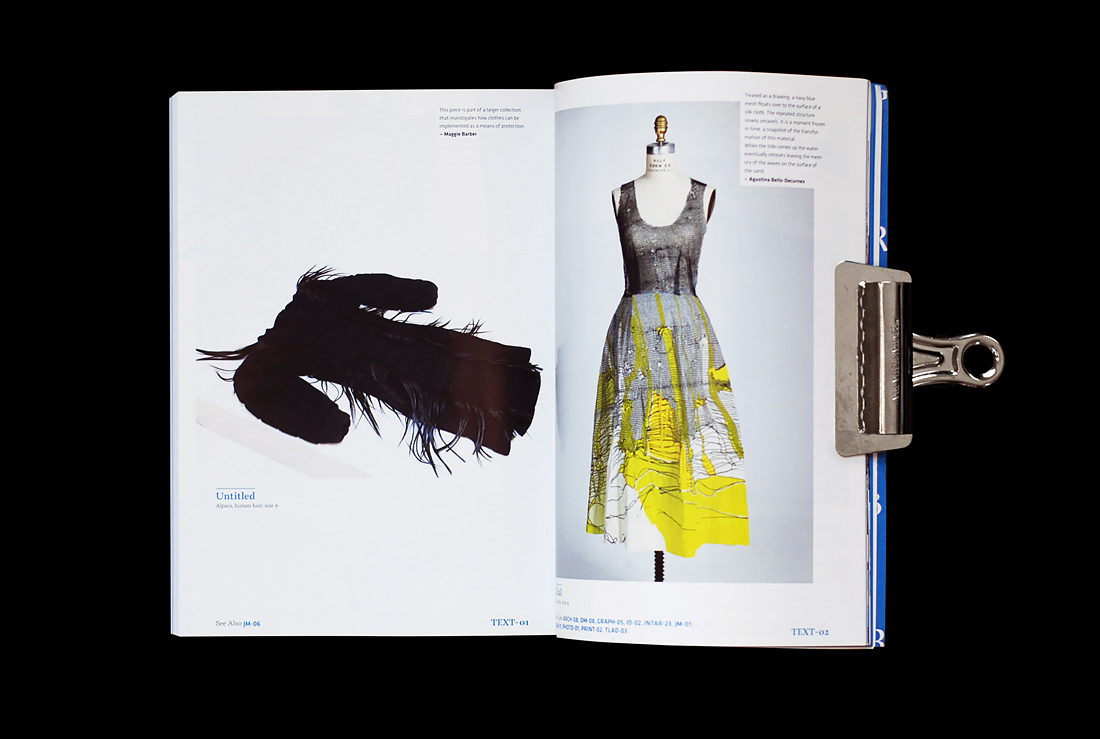 This piece is part of a larger collection
that investigates how clothes can be
implemented as a means of protection.
– Maggie Barber
Untitled
Alpaca, human hair; size 6
See Also JM-06
TEXT–01
Treated as a drawing, a navy blue
mesh floats over to the surface of a
silk cloth. The repeated structure
slowly unravels. It is a moment frozen
in time, a snapshot of the transfor-
mation of this material.
When the tide comes up the water
eventually retreats leaving the mem-
ory of the waves on the surface of
the sand.
– Agustina Bello-Decurnex
WOLF
FORM CO
ARCH-08, DM-08, GRAPH-05, ID-02, INTAR-23, JM-01,
PHOTO-01, PRINT-02, TLAD-03
TEXT–02
R